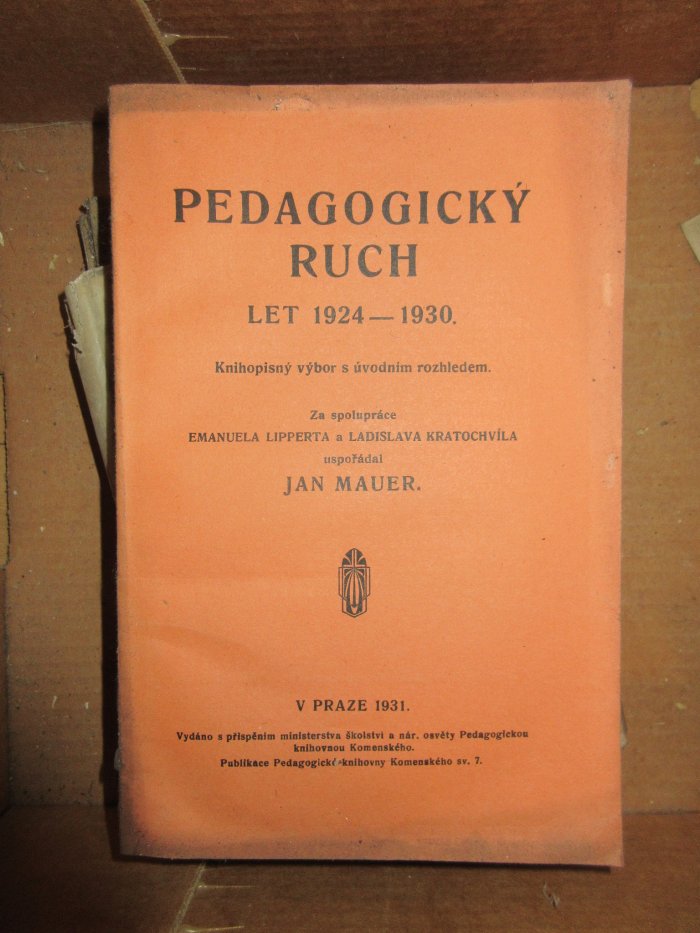 PEDAGOGICKÝ
RUCH
LET 1924 — 1930.
Knihopisný výbor s úvodním rozhledem.
Za spolupráce
EMANUELA LIPPERTA a LADISLAVA KRATOCHVÍLA
uspořádal
JAN MAUER.
V PRAZE 1931.
Vydáno s přispěním ministerstva školství a nár. osvěty Pedagogickou
knihovnou Komenského.
Publikace Pedagogické knihovny Komenského sv. 7.